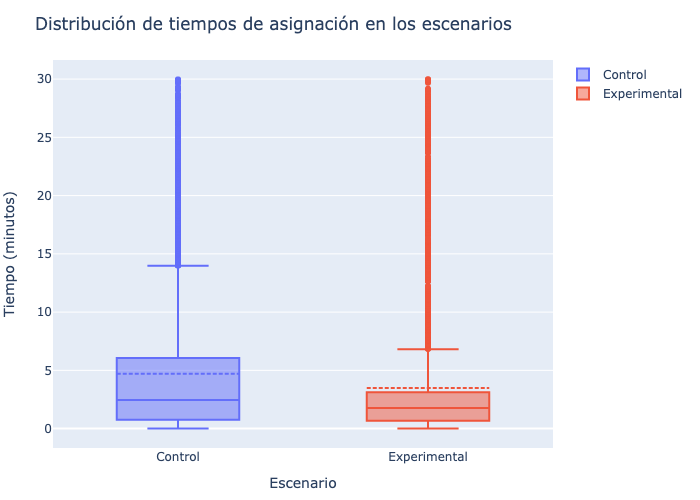 Distribución de tiempos de asignación en los escenarios
Control
Experimental
30
25
20
15
10
5
0
Tiempo (minutos)
Control
Experimental
Escenario